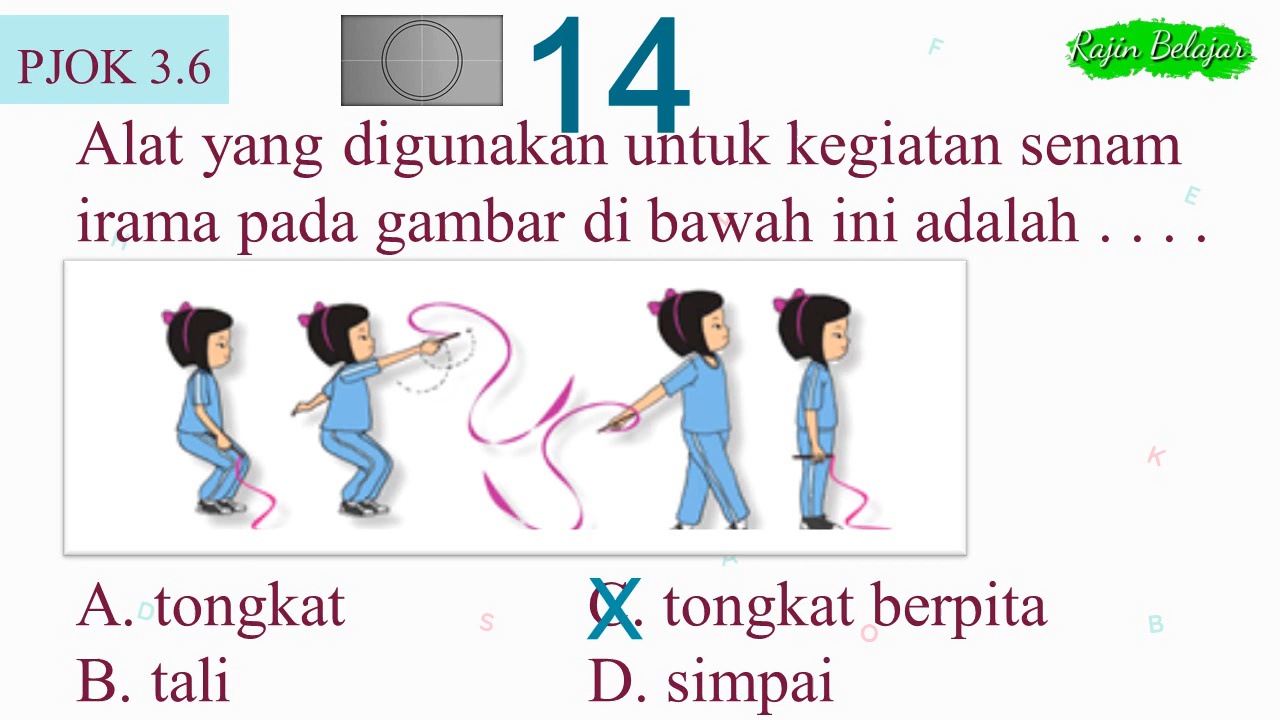 PJOK 3.6
14
Rajin Belajar
F
Alat yang digunakan untuk kegiatan senam
E
irama pada gambar di bawah ini adalah . . . .
K
A. tongkat
C. tongkat berpita
X
D
S
O
B
B. tali
D. simpai